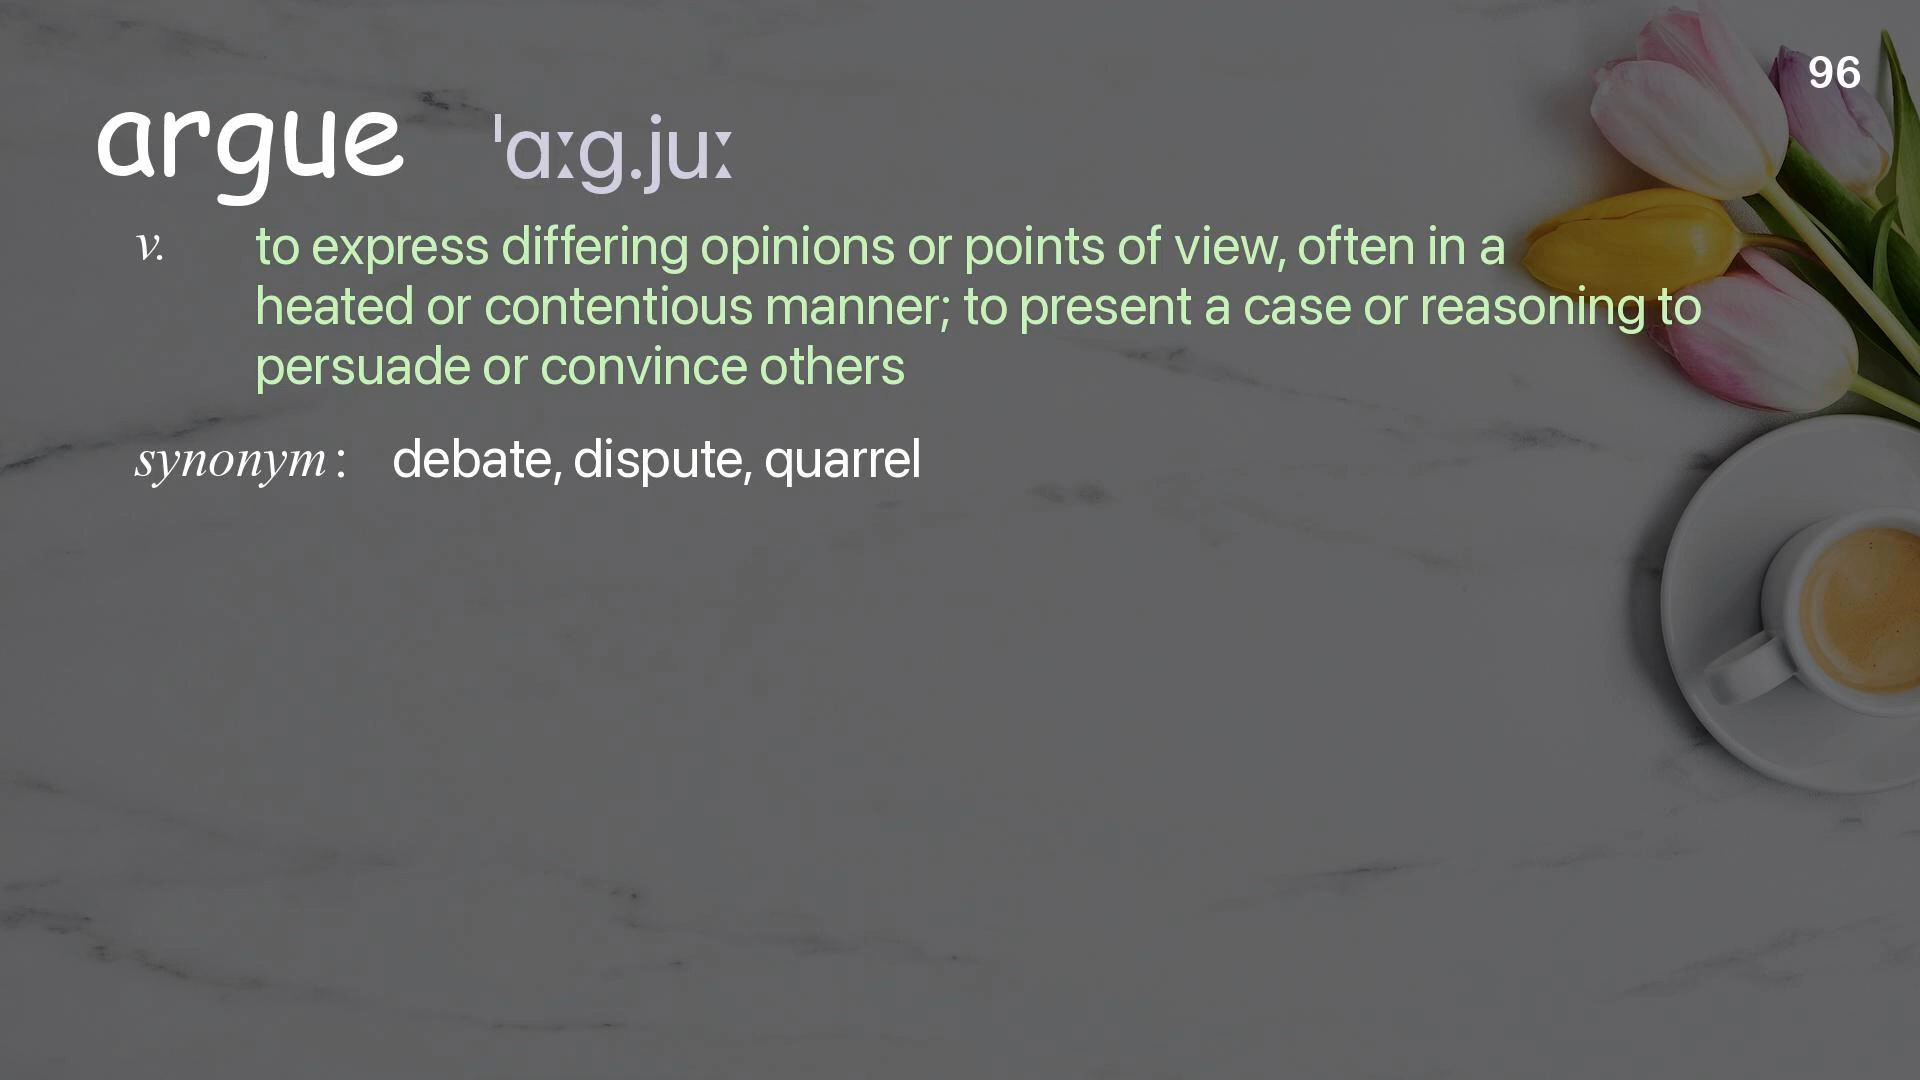 96
argue ˈɑːɡ.juː
v. to express differing opinions or points of view, often in a
heated or contentious manner; to present a case or reasoning to
persuade or convince others
synonym: debate, dispute, quarrel